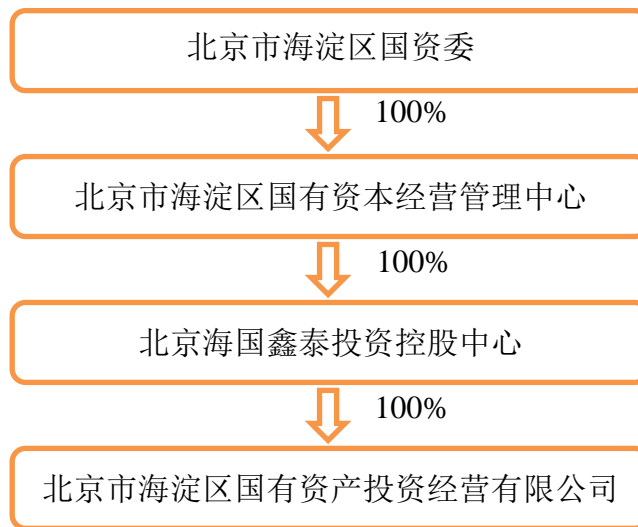 北京市海淀区国资委
100%
北京市海淀区国有资本经营管理中心
100%
北京海国鑫泰投资控股中心
100%
北京市海淀区国有资产投资经营有限公司